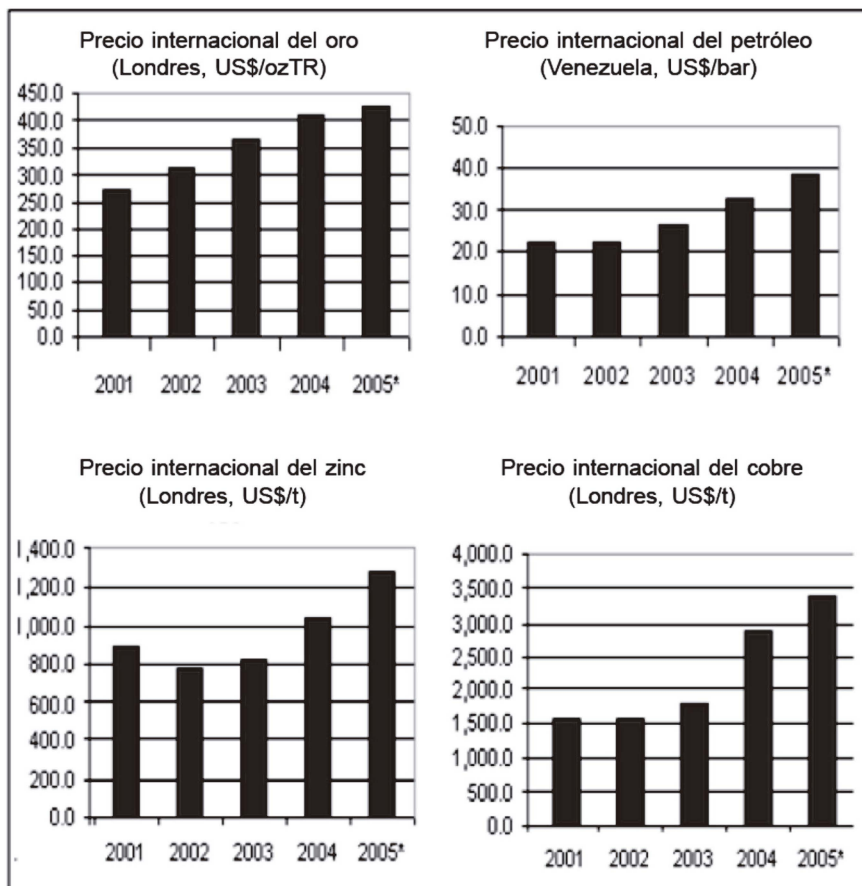 Precio internacional del oro
(Londres, US$/ozTR)
450.0
400.0
350.0
300.0
250.0
200.0
150.0
100.0
50.0
0.0
2001 2002 2003 2004 2005*
Precio internacional del petróleo
(Venezuela, US$/bar)
50.0
40.0
30.0
20.0
10.0
0.0
2001 2002 2003 2004 2005*
Precio internacional del zinc
(Londres, US$/t)
1,400.0
1,200.0
1,000.0
800.0
600.0
400.0
200.0
0.0
2001 2002 2003 2004 2005*
Precio internacional del cobre
(Londres, US$/t)
4,000.0
3,500.0
3,000.0
2,500.0
2,000.0
1,500.0
1,000.0
500.0
0.0
2001 2002 2003 2004 2005*